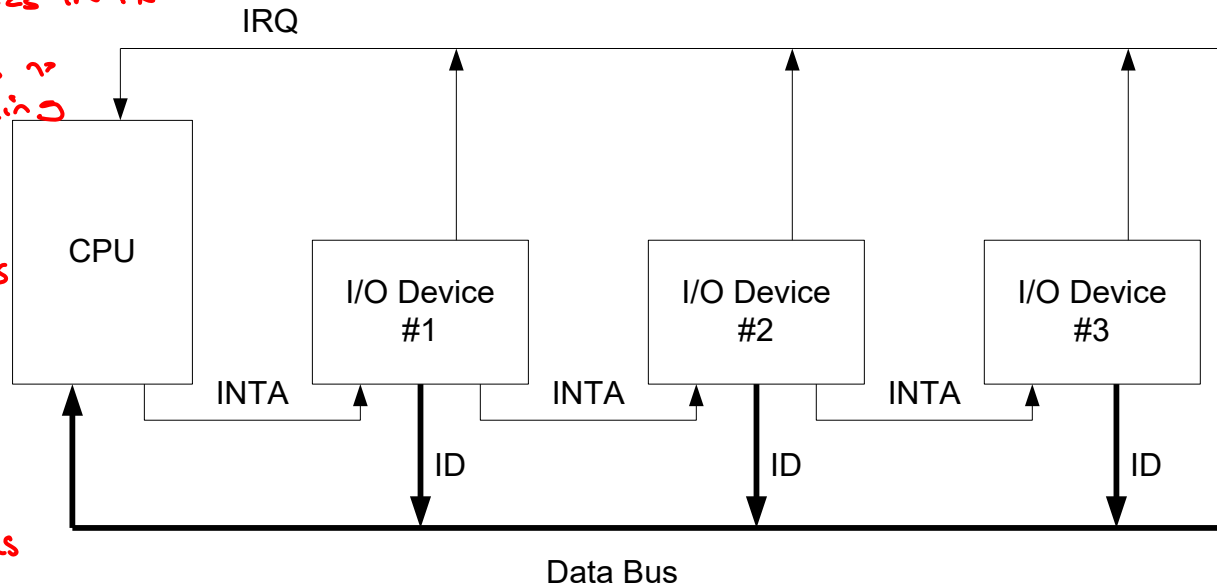 IRQ
CPU
I/O Device
#1
I/O Device
#2
I/O Device
#3
INTA
INTA
INTA
ID
ID
ID
Data Bus